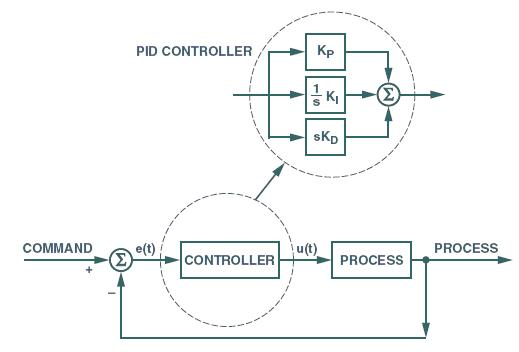 PID CONTROLLER
KP
1/s KI
sKD
Σ
COMMAND
+
−
Σ
e(t)
CONTROLLER
u(t)
PROCESS
PROCESS